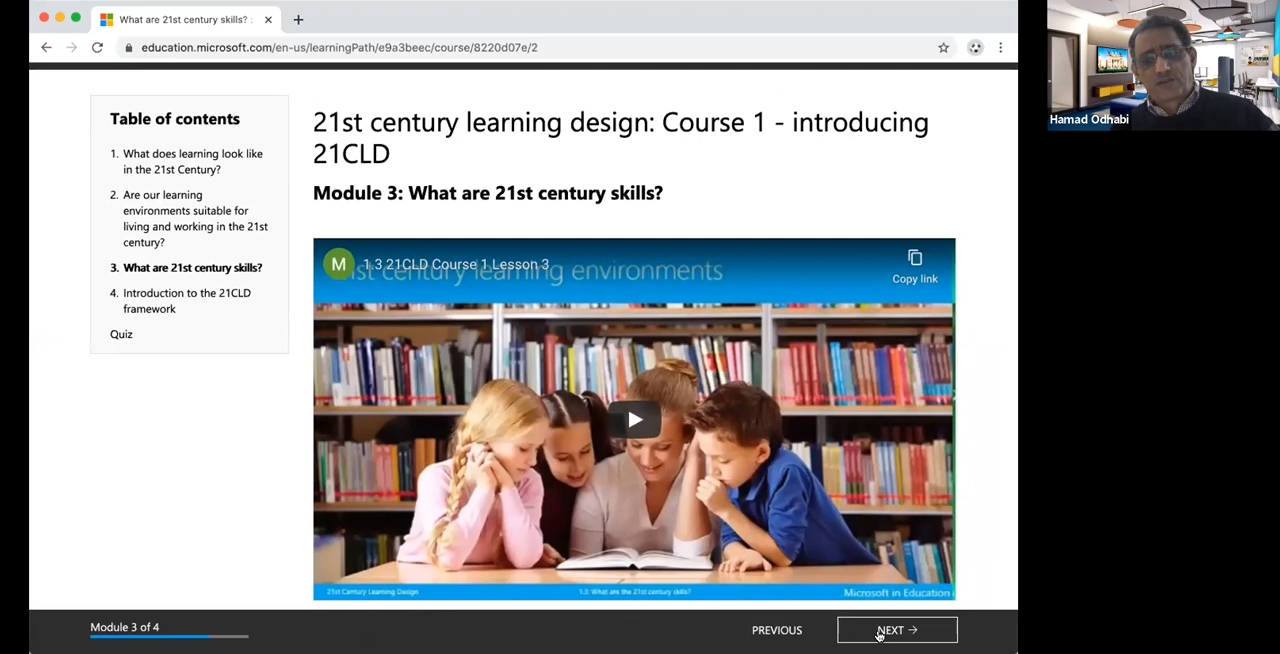 What are 21st century skills?
education.microsoft.com/en-us/learningPath/e9a3beec/course/8220d07e/2
Hamad Odhabi
Table of contents
1. What does learning look like
in the 21st Century?
2. Are our learning
environments suitable for
living and working in the 21st
century?
3. What are 21st century skills?
4. Introduction to the 21CLD
framework
Quiz
21st century learning design: Course 1 - introducing
21CLD
Module 3: What are 21st century skills?
M
1.3 21CLD Course 1 Lesson 3
Copy link
century learning environments
21st Century Learning Design
1.3: What are the 21st century skills?
Microsoft in Education
Module 3 of 4
PREVIOUS
NEXT →